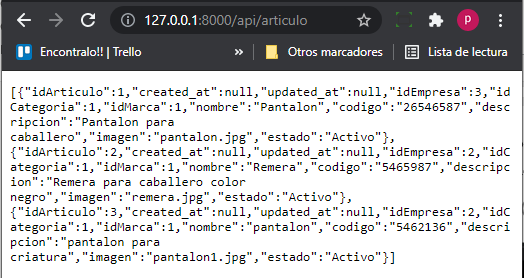 127.0.0.1:8000/api/articulo
p
Encontralo!! | Trello
»
Otros marcadores
Lista de lectura
[{"idArticulo":1,"created_at":null,"updated_at":null,"idEmpresa":3,"id
Categoria":1,"idMarca":1,"nombre":"Pantalon","codigo":"26546587","desc
ripcion":"Pantalon para
caballero","imagen":"pantalon.jpg","estado":"Activo"},
{"idArticulo":2,"created_at":null,"updated_at":null,"idEmpresa":2,"idC
ategoria":1,"idMarca":1,"nombre":"Remera","codigo":"5465987","descripc
ion":"Remera para caballero color
negro","imagen":"remera.jpg","estado":"Activo"},
{"idArticulo":3,"created_at":null,"updated_at":null,"idEmpresa":2,"idC
ategoria":1,"idMarca":1,"nombre":"pantalon","codigo":"5462136","descri
pcion":"pantalon para
criatura","imagen":"pantalon1.jpg","estado":"Activo"}]